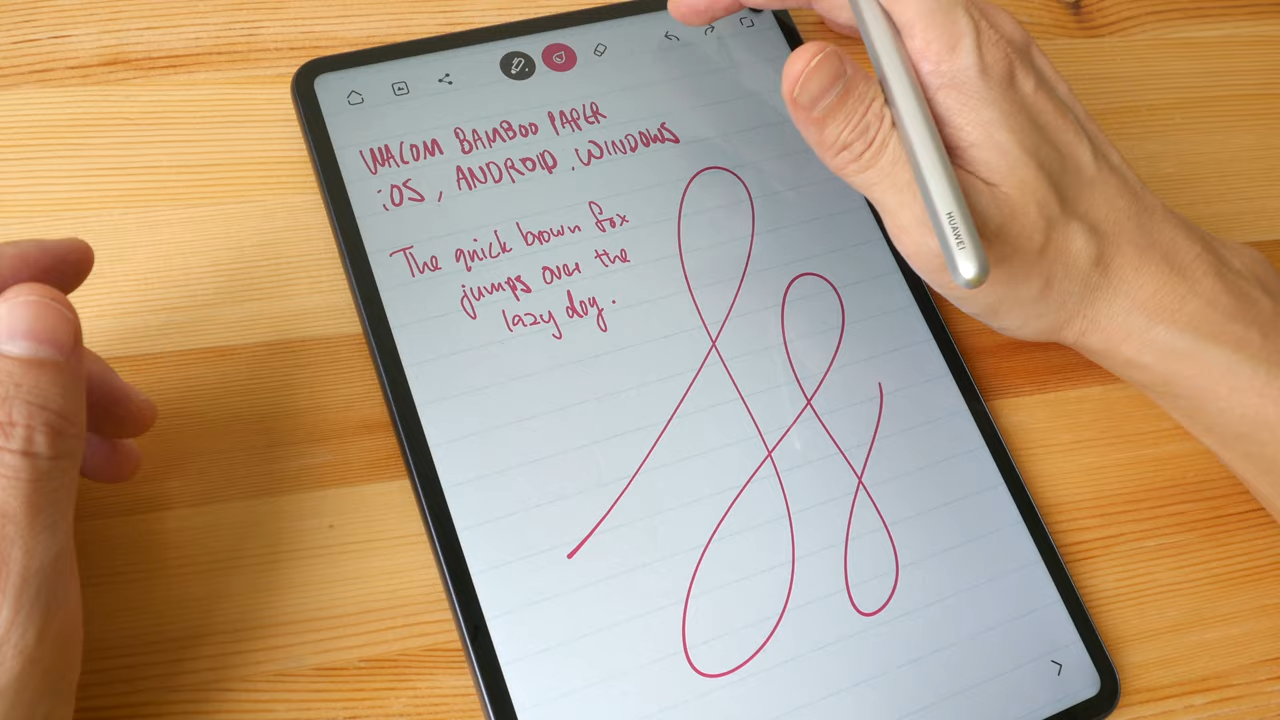 WACOM BAMBOO PAPER
iOS, ANDROID, WINDOWS
The quick brown fox
jumps over the
lazy dog.
HUAWEI